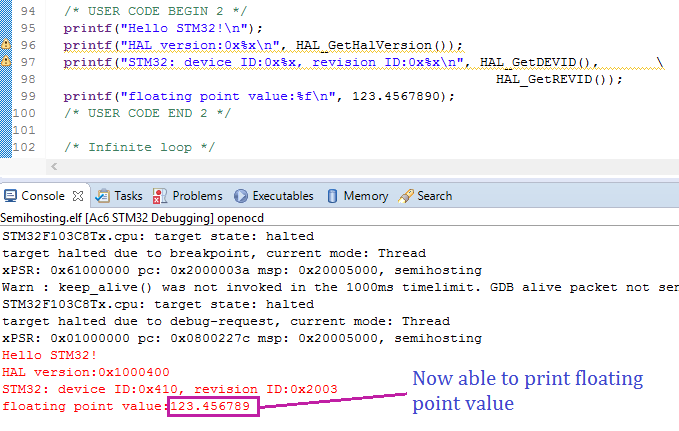 94 /* USER CODE BEGIN 2 */
95 printf("Hello STM32!\n");
96 printf("HAL version:0x%x\n", HAL_GetHalVersion());
97 printf("STM32: device ID:0x%x, revision ID:0x%x\n", HAL_GetDEVID(), \
98 HAL_GetREVID());
99 printf("floating point value:%f\n", 123.4567890);
100 /* USER CODE END 2 */
101
102 /* Infinite loop */
Console Tasks Problems Executables Memory Search
Semihosting.elf [Ac6 STM32 Debugging] openocd
STM32F103C8Tx.cpu: target state: halted
target halted due to breakpoint, current mode: Thread
xPSR: 0x61000000 pc: 0x2000003a msp: 0x20005000, semihosting
Warn : keep_alive() was not invoked in the 1000ms timelimit. GDB alive packet not sen
STM32F103C8Tx.cpu: target state: halted
target halted due to debug-request, current mode: Thread
xPSR: 0x01000000 pc: 0x0800227c msp: 0x20005000, semihosting
Hello STM32!
HAL version:0x1000400
STM32: device ID:0x410, revision ID:0x2003
floating point value:123.456789
Now able to print floating
point value